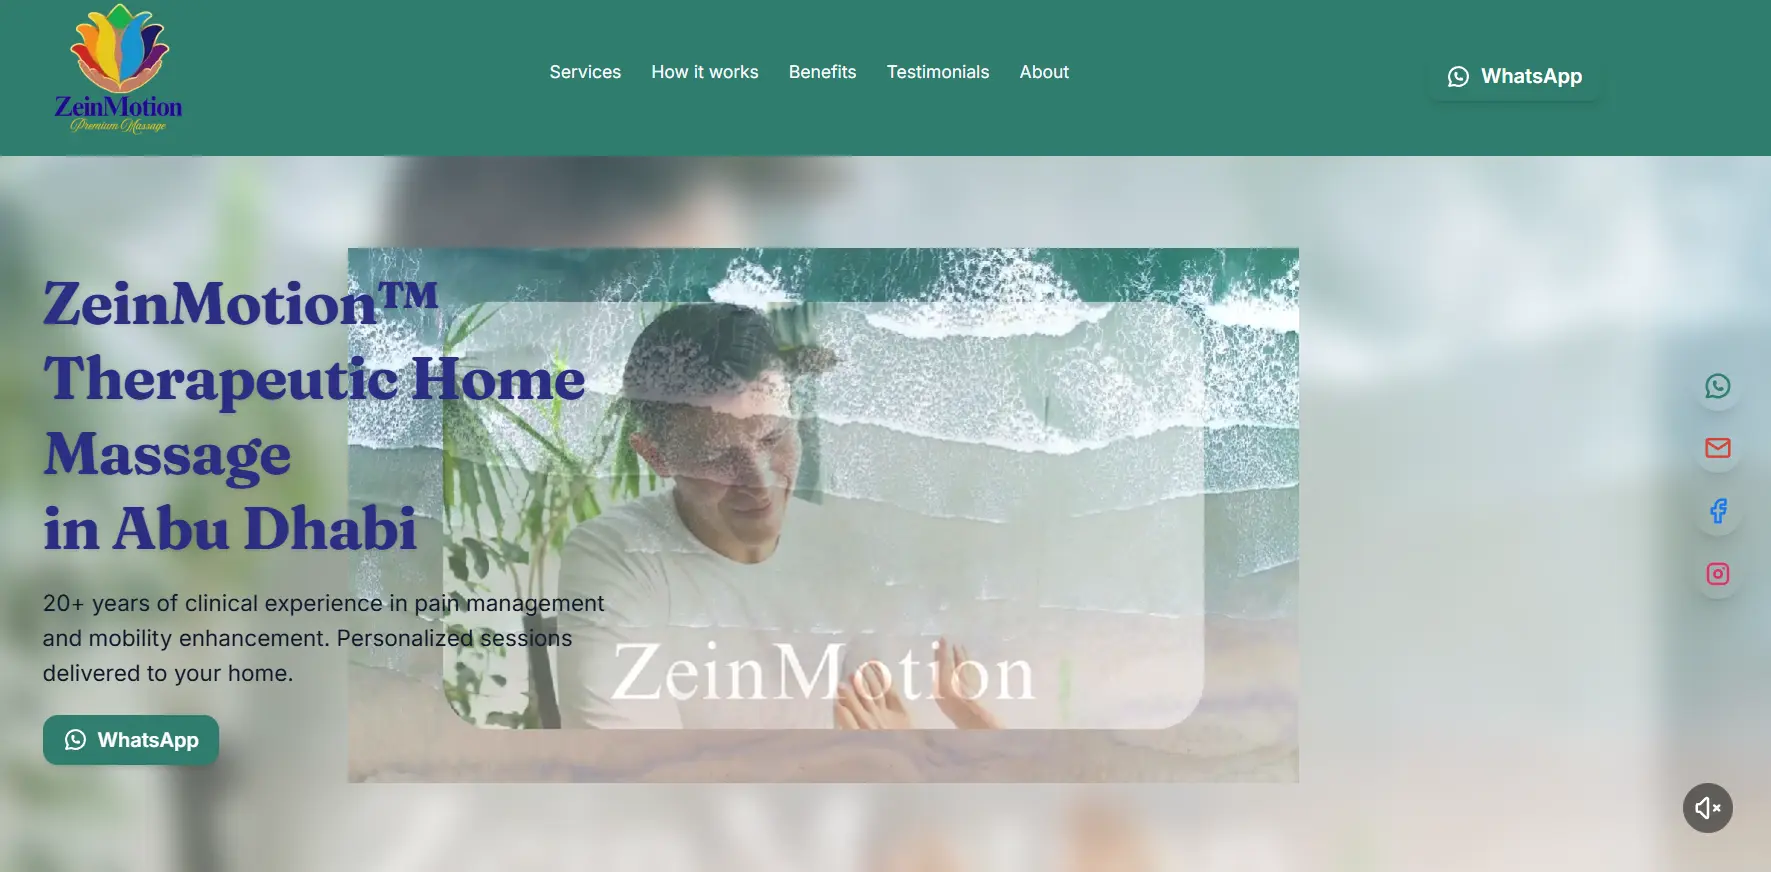 ZeinMotion
Premium Massage
Services
How it works
Benefits
Testimonials
About
WhatsApp
ZeinMotion™
Therapeutic Home
Massage
in Abu Dhabi
20+ years of clinical experience in pain management
and mobility enhancement. Personalized sessions
delivered to your home.
WhatsApp
ZeinMotion